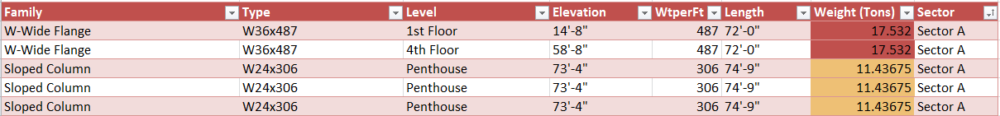 Family Type Level Elevation WtperFt Length Weight (Tons) Sector
W-Wide Flange W36x487 1st Floor 14'-8" 487 72'-0" 17.532 Sector A
W-Wide Flange W36x487 4th Floor 58'-8" 487 72'-0" 17.532 Sector A
Sloped Column W24x306 Penthouse 73'-4" 306 74'-9" 11.43675 Sector A
Sloped Column W24x306 Penthouse 73'-4" 306 74'-9" 11.43675 Sector A
Sloped Column W24x306 Penthouse 73'-4" 306 74'-9" 11.43675 Sector A